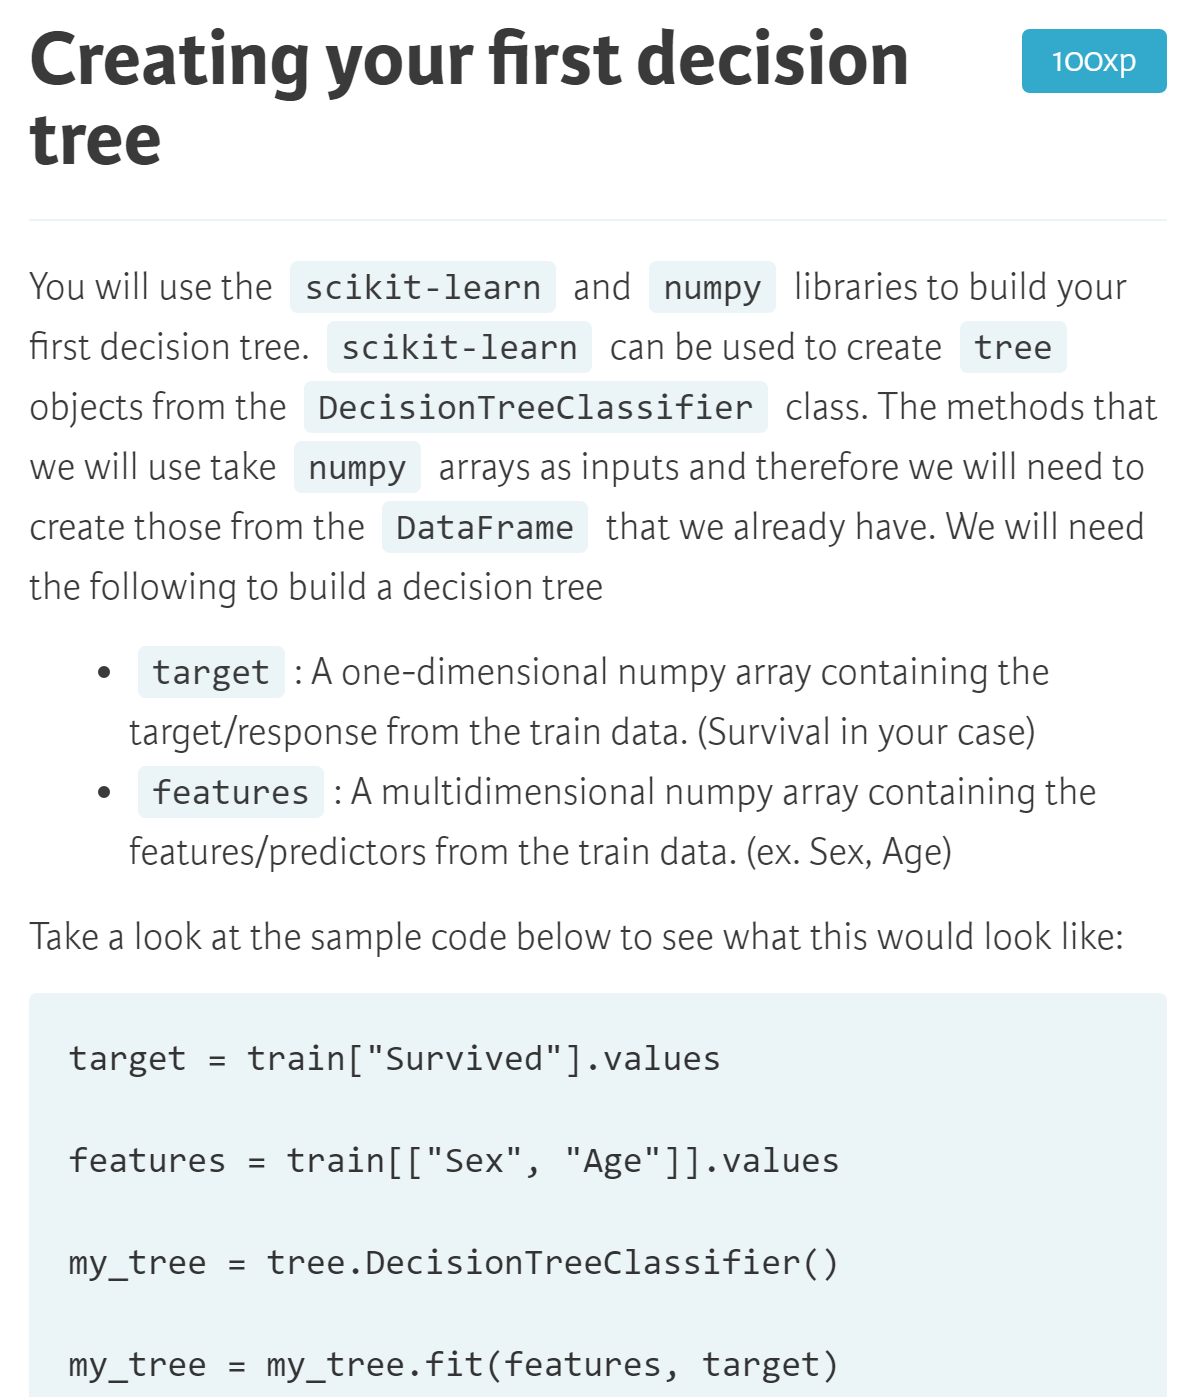 Creating your first decision
tree
100xp
You will use the scikit-learn and numpy libraries to build your
first decision tree. scikit-learn can be used to create tree
objects from the DecisionTreeClassifier class. The methods that
we will use take numpy arrays as inputs and therefore we will need to
create those from the DataFrame that we already have. We will need
the following to build a decision tree
• target : A one-dimensional numpy array containing the
target/response from the train data. (Survival in your case)
• features : A multidimensional numpy array containing the
features/predictors from the train data. (ex. Sex, Age)
Take a look at the sample code below to see what this would look like:
target = train["Survived"].values
features = train[["Sex", "Age"]].values
my_tree = tree.DecisionTreeClassifier()
my_tree = my_tree.fit(features, target)